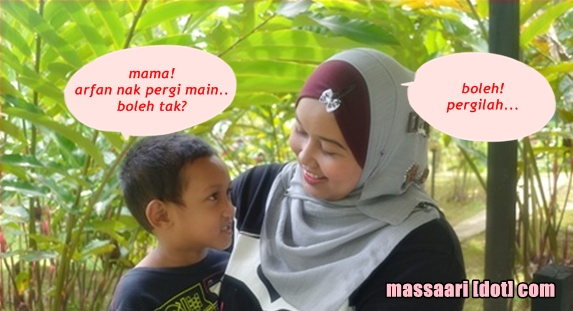 mama!
arfan nak pergi main..
boleh tak?
boleh!
pergilah...
massaari [dot] com